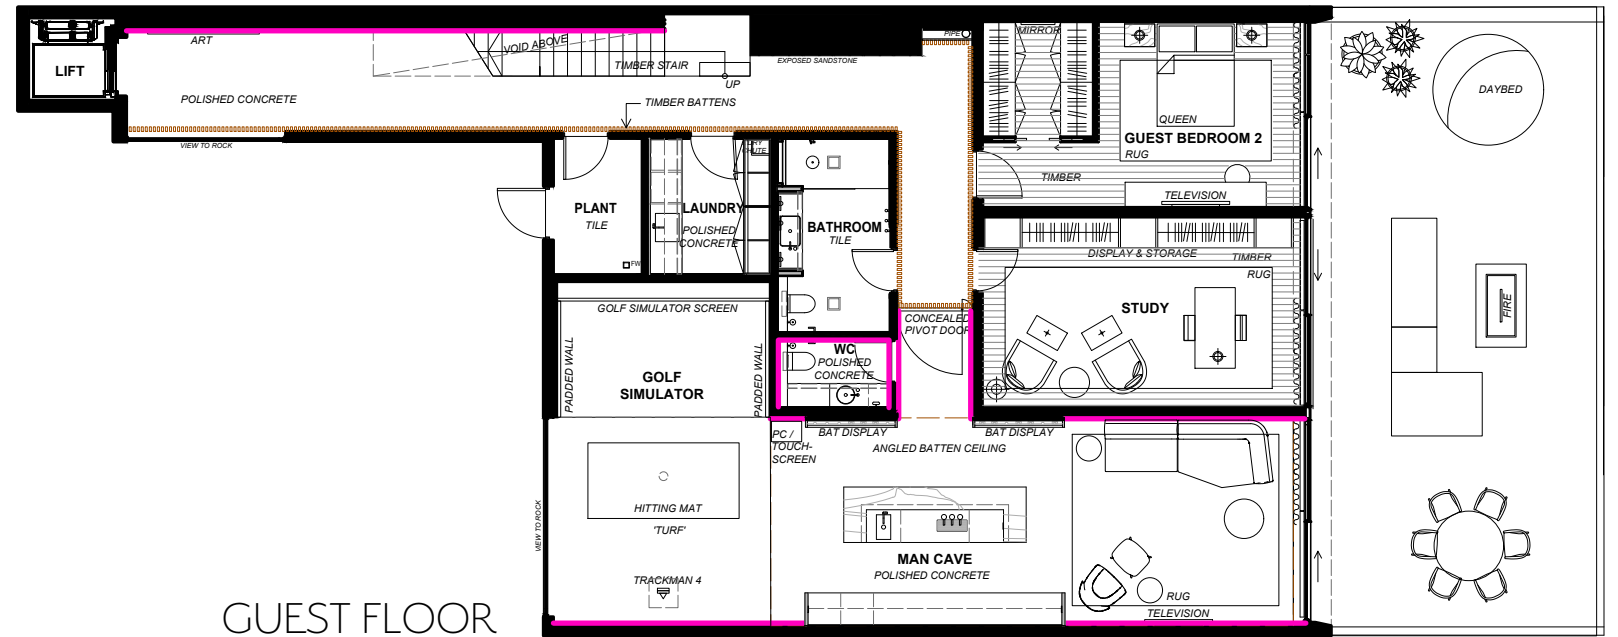 ART
VOID ABOVE
PIPE
MIRROR
LIFT
TIMBER STAIR
EXPOSED SANDSTONE
UP
POLISHED CONCRETE
TIMBER BATTENS
DAYBED
QUEEN
GUEST BEDROOM 2
RUG
VIEW TO ROCK
CHUTE
TIMBER
TELEVISION
PLANT
TILE
LAUNDRY
POLISHED
CONCRETE
BATHROOM
TILE
FW
DISPLAY & STORAGE
TIMBER
RUG
GOLF SIMULATOR SCREEN
STUDY
FIRE
CONCEALED
PIVOT DOOR
WC
POLISHED
CONCRETE
PADDED WALL
PADDED WALL
GOLF
SIMULATOR
PC /
TOUCH-
SCREEN
BAT DISPLAY
BAT DISPLAY
ANGLED BATTEN CEILING
VIEW TO ROCK
HITTING MAT
'TURF'
MAN CAVE
POLISHED CONCRETE
TRACKMAN 4
RUG
TELEVISION
GUEST FLOOR